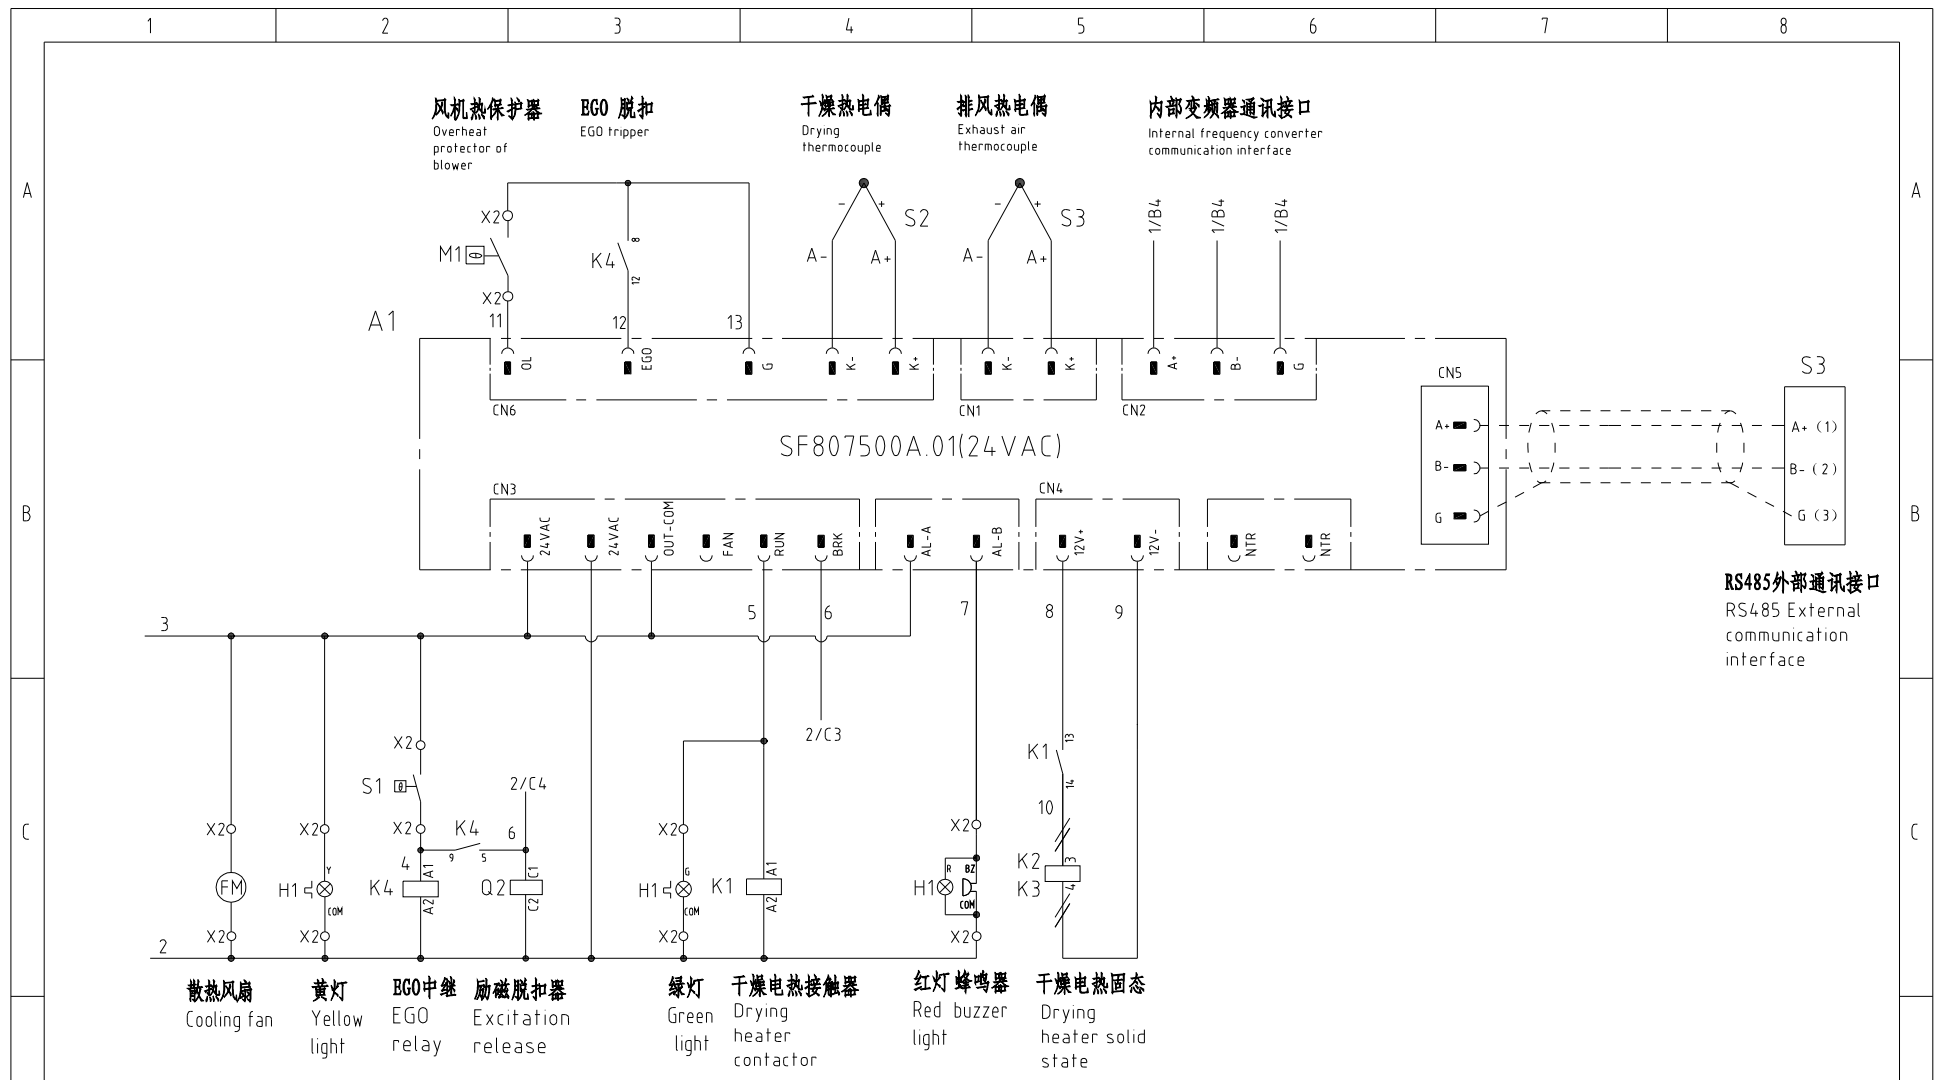 1 2 3 4 5 6 7 8
风机热保护器 EGO 脱扣 干燥热电偶 排风热电偶 内部变频器通讯接口
Overheat EGO tripper Drying Exhaust air Internal frequency converter
protector of thermocouple thermocouple communication interface
blower
A A
- + - +
X2 S2 S3 1/B4 1/B4 1/B4
8
M1 θ K4 A- A+ A- A+
12
X2
A1 11 12 13
OL EGO G K- K+ K- K+ A+ B- G
S3
CN5
CN6 CN1 CN2
A+ A+ (1)
SF807500A.01(24VAC)
B- B- (2)
CN3 CN4
B B
G G (3)
24VAC 24VAC OUT-COM FAN RUN BRK AL-A AL-B 12V+ 12V- NTR NTR
RS485外部通讯接口
RS485 External
communication
interface
5 6 7 8 9
3
2/C3
X2 K1 13
14
S1 θ 2/C4
10
C C
X2 X2 X2 K4 6 X2 X2
9 5
4 A1 C1 A1 K2 3
Y G R BZ
FM H1 K4 Q2 H1 K1 H1 K3 4
COM A2 C2 COM A2 COM
X2 X2 X2 X2
2
散热风扇 黄灯 EGO中继 励磁脱扣器 绿灯 干燥电热接触器 红灯 蜂鸣器 干燥电热固态
Cooling fan Yellow EGO Excitation Green Drying Red buzzer Drying
light relay release light heater light heater solid
contactor state